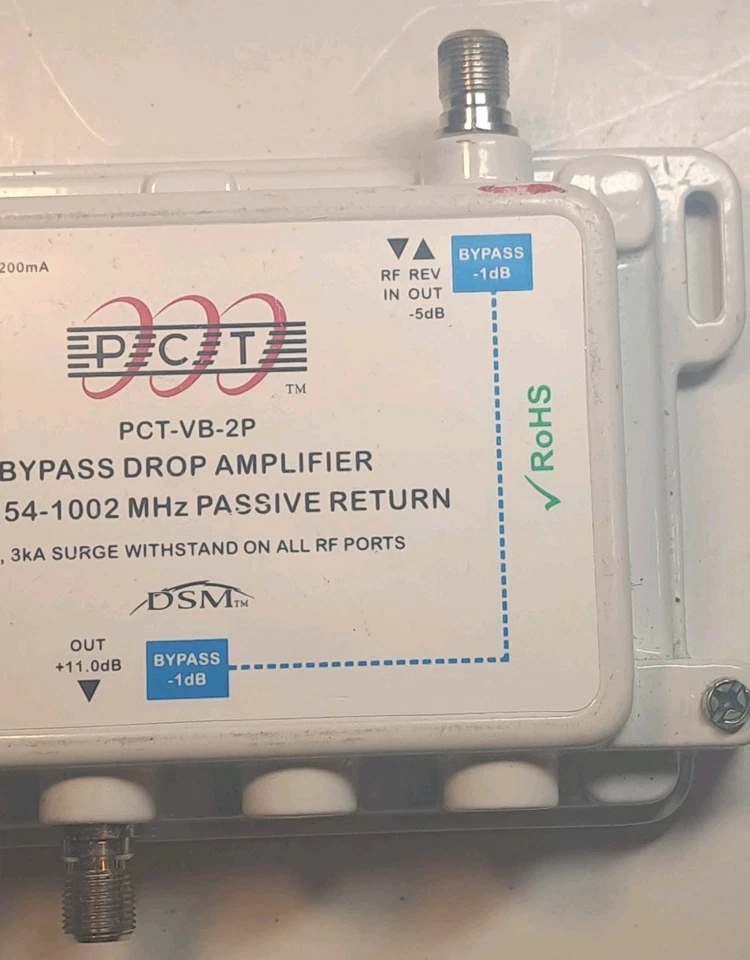 200mA
▼▲
RF REV
IN OUT
-5dB
BYPASS
-1dB
PCT
TM
PCT-VB-2P
BYPASS DROP AMPLIFIER
54-1002 MHz PASSIVE RETURN
, 3kA SURGE WITHSTAND ON ALL RF PORTS
✓RoHS
DSM TM
OUT
+11.0dB
▼
BYPASS
-1dB